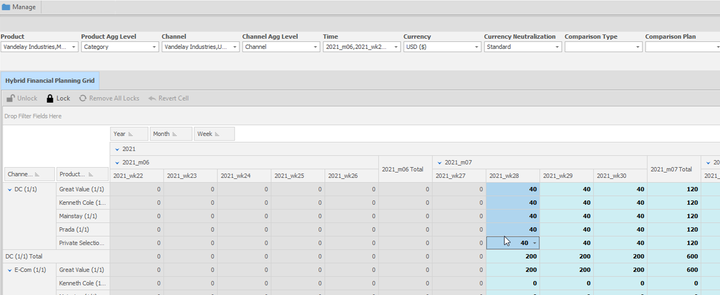 Manage
Product Product Agg Level Channel Channel Agg Level Time Currency Currency Neutralization Comparison Type Comparison Plan
Vandelay Industries,M... Category Vandelay Industries,U... Channel 2021_m06,2021_wk2... USD ($) Standard
Hybrid Financial Planning Grid
Unlock Lock Remove All Locks Revert Cell
Drop Filter Fields Here
Year Month Week
2021
2021_m06 2021_m06 Total 2021_m07 2021_m07 Total
Channe... Product... 2021_wk22 2021_wk23 2021_wk24 2021_wk25 2021_wk26 2021_wk27 2021_wk28 2021_wk29 2021_wk30
DC (1/1) Great Value (1/1) 0 0 0 0 0 0 0 40 40 40 120
Kenneth Cole (1... 0 0 0 0 0 0 0 40 40 40 120
Mainstay (1/1) 0 0 0 0 0 0 0 40 40 40 120
Prada (1/1) 0 0 0 0 0 0 0 40 40 40 120
Private Selectio... 0 0 0 0 0 0 0 40 40 40 120
DC (1/1) Total 0 0 0 0 0 0 0 200 200 200 600
E-Com (1/1) Great Value (1/1) 0 0 0 0 0 0 0 200 200 200 600
Kenneth Cole (1... 0 0 0 0 0 0 0 0 0 0 0